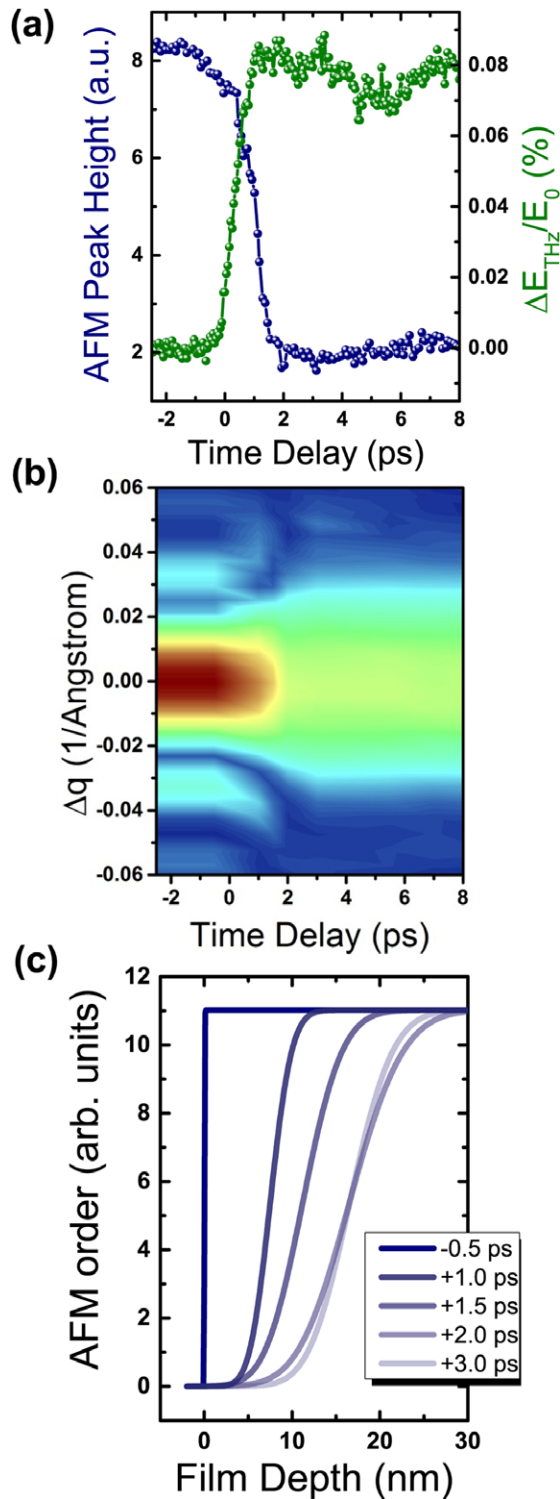 (a)
AFM Peak Height (a.u.)
8
6
4
2
ΔE_THz/E_0 (%)
0.08
0.06
0.04
0.02
0.00
-2 0 2 4 6 8
Time Delay (ps)
(b)
Δq (1/Angstrom)
0.06
0.04
0.02
0.00
-0.02
-0.04
-0.06
-2 0 2 4 6 8
Time Delay (ps)
(c)
AFM order (arb. units)
12
10
8
6
4
2
0
-0.5 ps
+1.0 ps
+1.5 ps
+2.0 ps
+3.0 ps
0 10 20 30
Film Depth (nm)